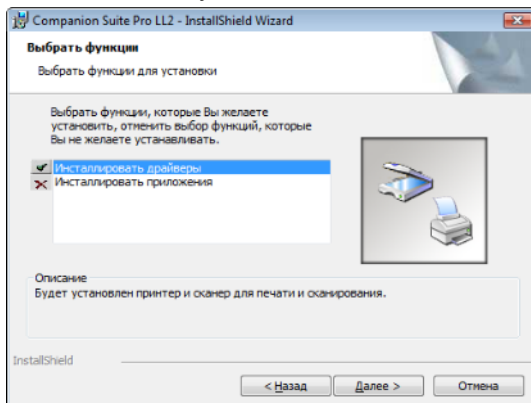 Companion Suite Pro LL2 - InstallShield Wizard
Выбрать функции
Выбрать функции для установки
Выбрать функции, которые Вы желаете
установить, отменить выбор функций, которые
Вы не желаете устанавливать.
Инсталлировать драйверы
Инсталлировать приложения
Описание
Будет установлен принтер и сканер для печати и сканирования.
InstallShield
< Назад Далее > Отмена